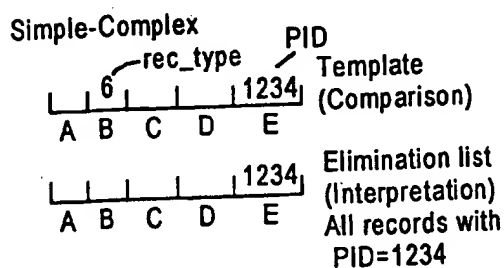 Simple-Complex
PID
rec_type
6 1234 Template
(Comparison)
A B C D E
1234 Elimination list
(Interpretation)
A B C D E All records with
PID=1234